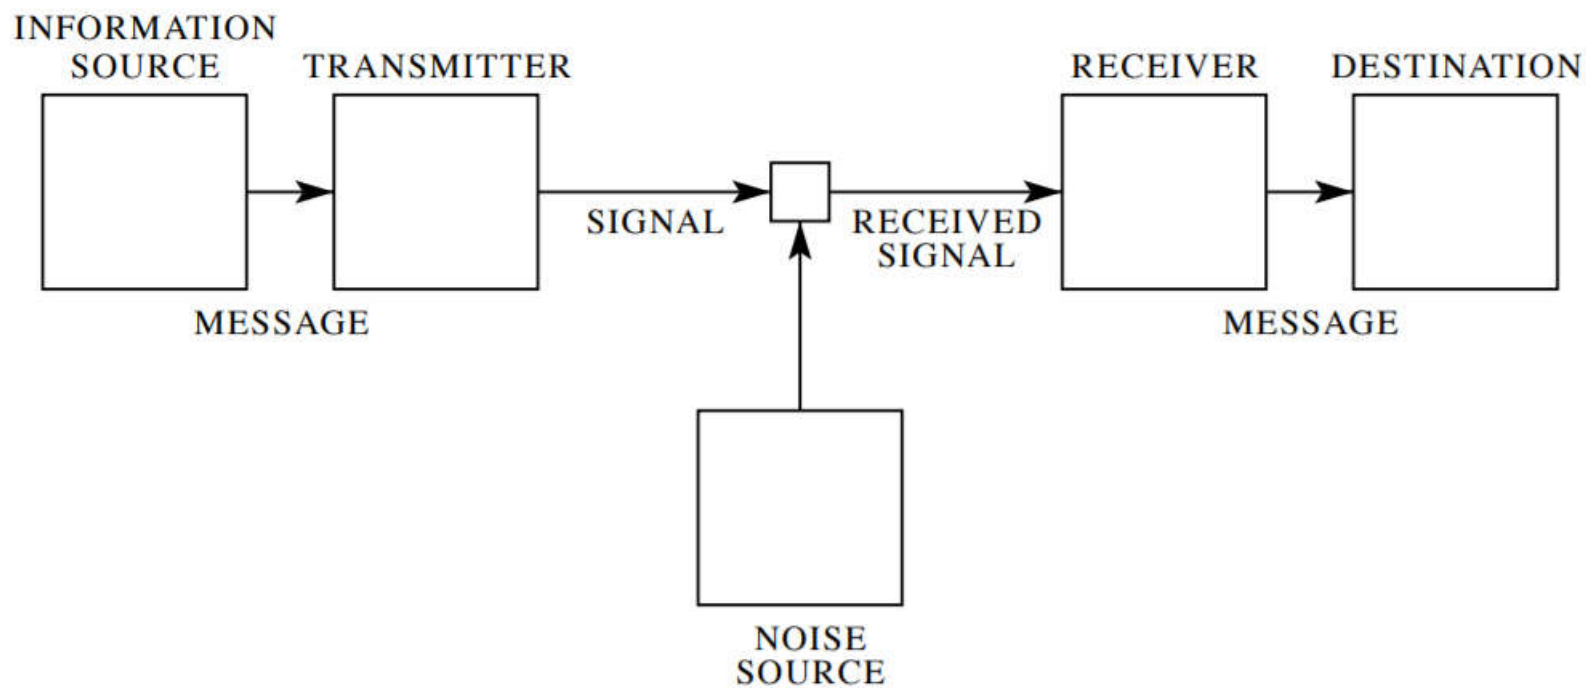 INFORMATION
SOURCE
TRANSMITTER
RECEIVER
DESTINATION
SIGNAL
RECEIVED
SIGNAL
MESSAGE
MESSAGE
NOISE
SOURCE